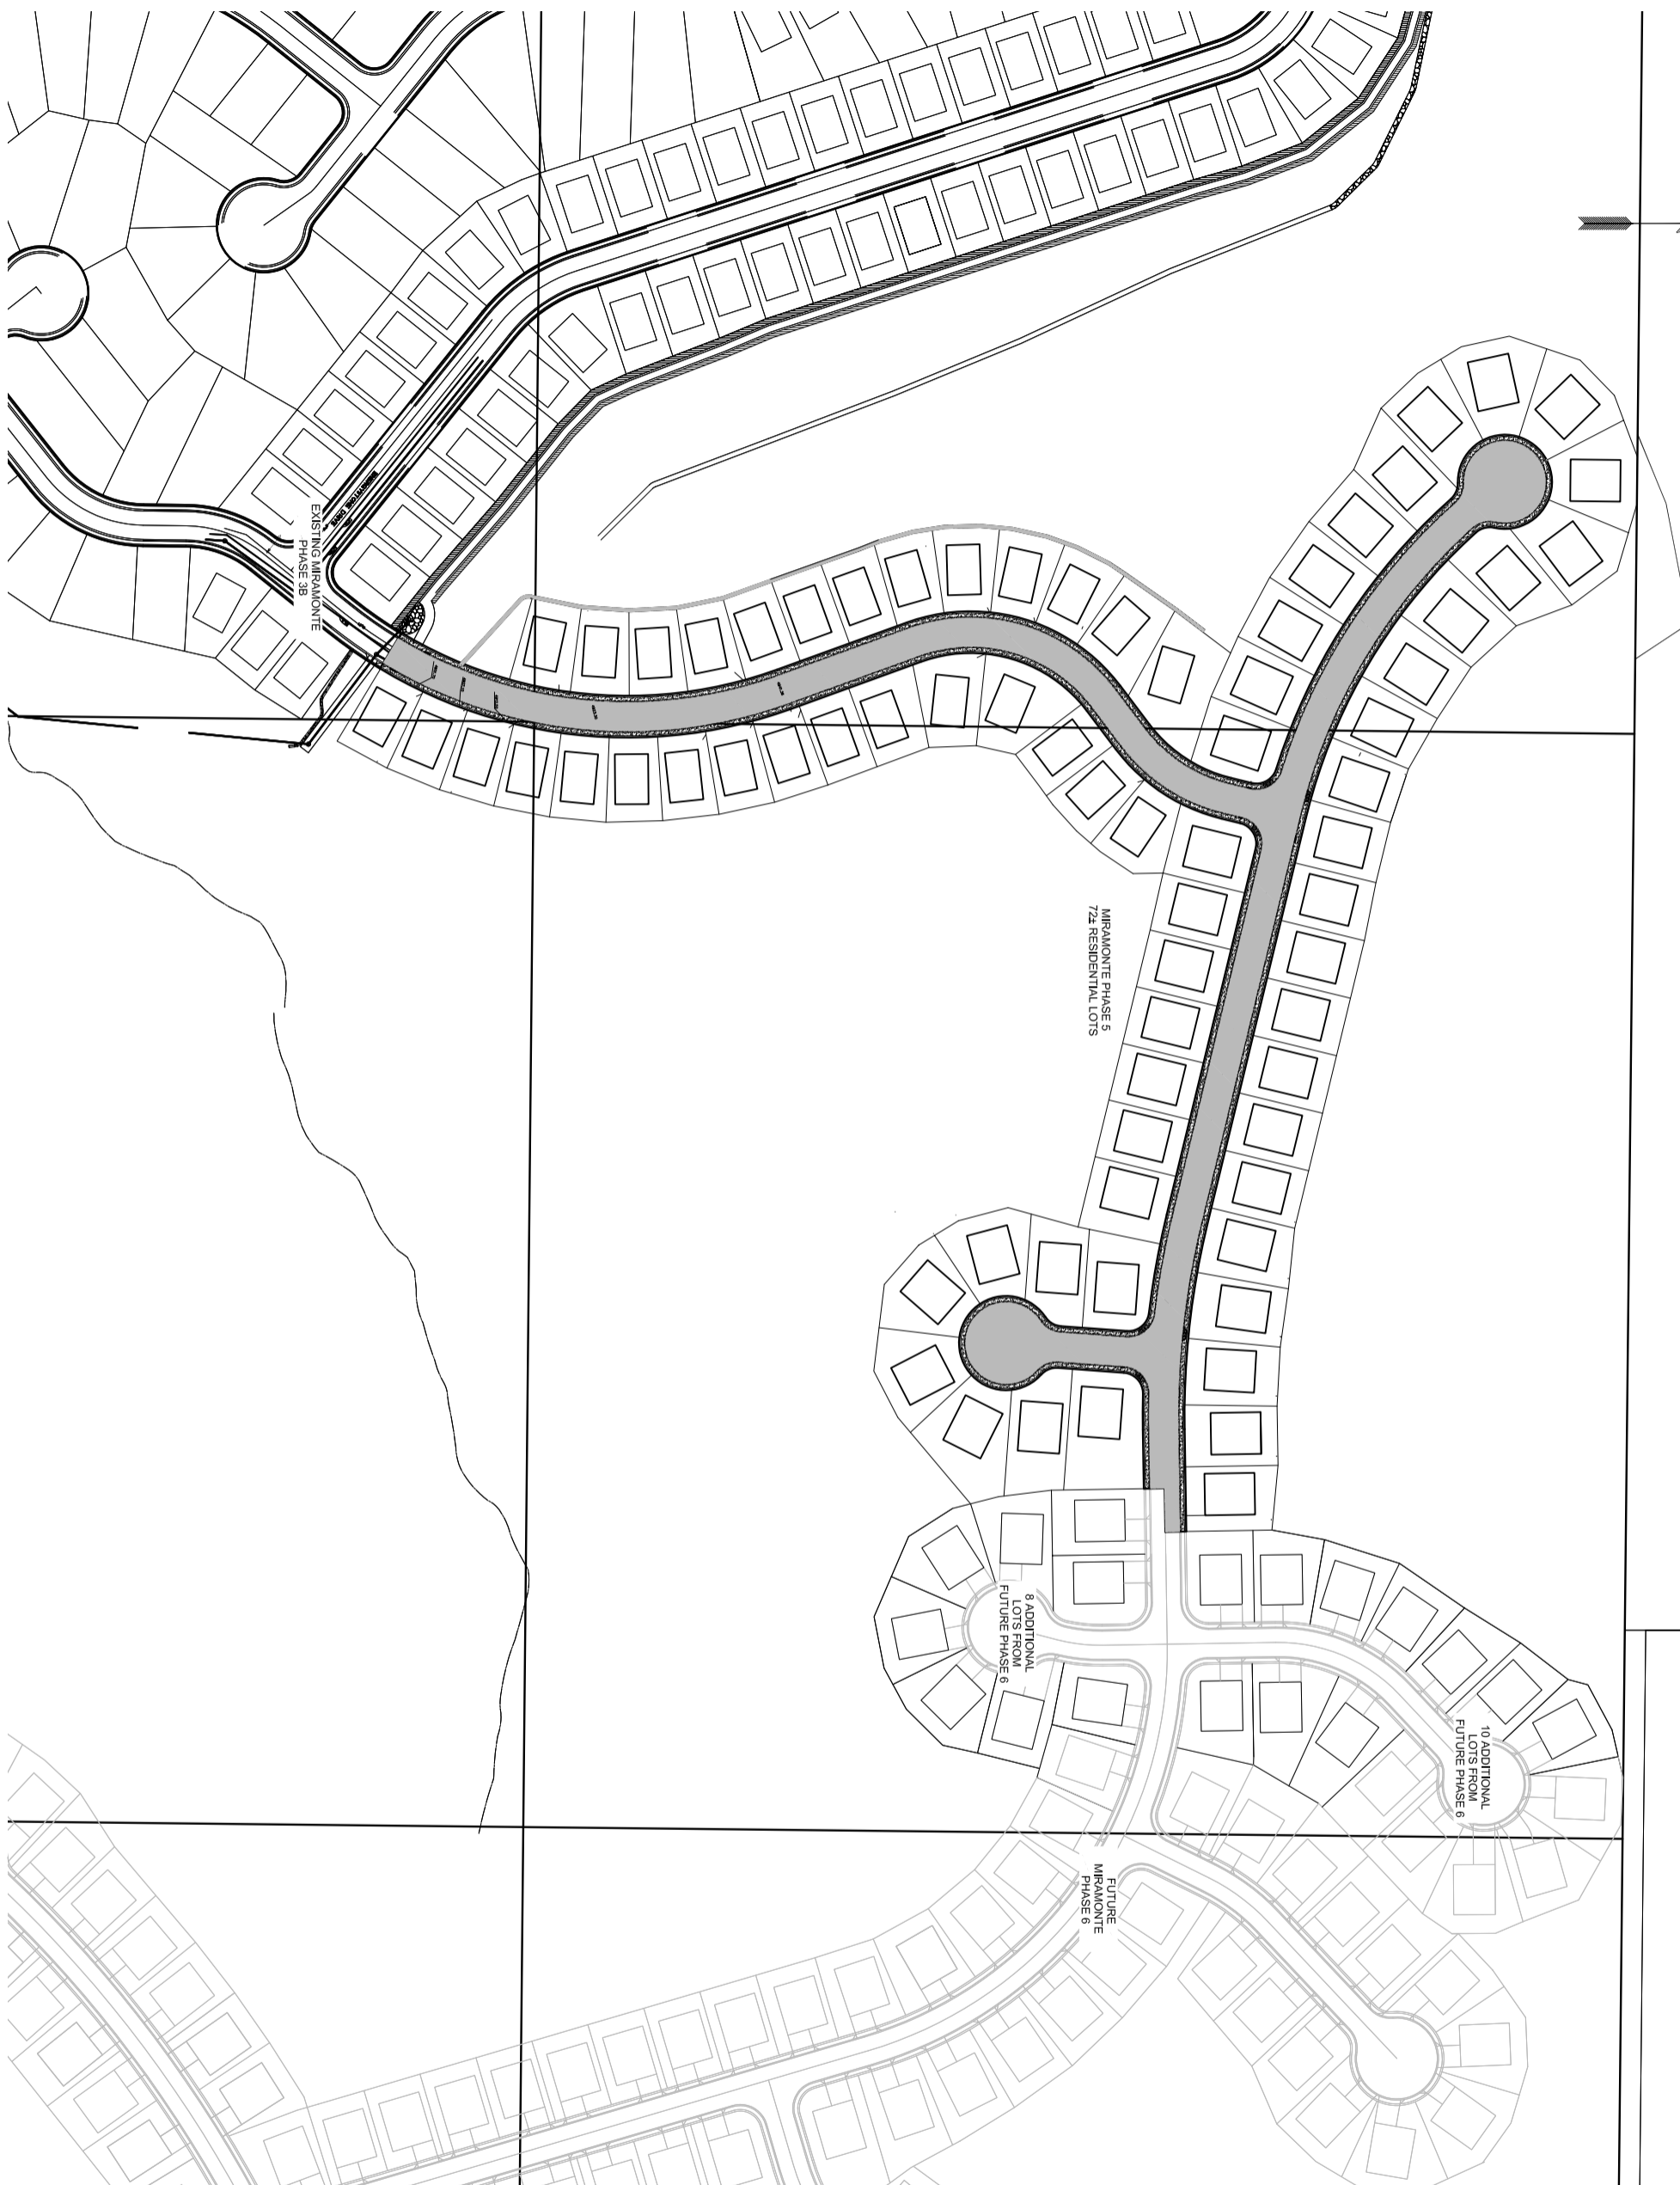 EXISTING MIRAMONTE
PHASE 3B
MIRAMONTE PHASE 5
72± RESIDENTIAL LOTS
8 ADDITIONAL
LOTS FROM
FUTURE PHASE 6
10 ADDITIONAL
LOTS FROM
FUTURE PHASE 6
FUTURE
MIRAMONTE
PHASE 6